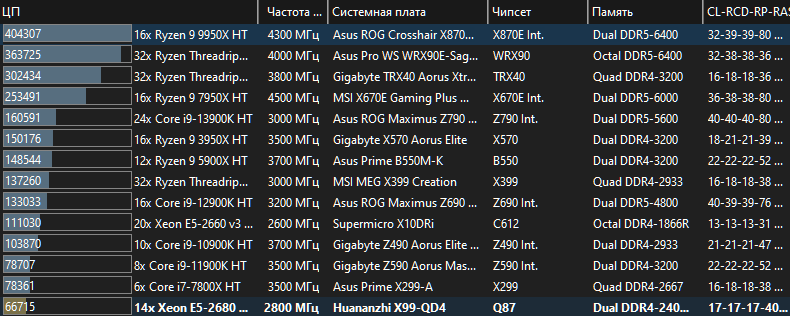 ЦП Частота ... Системная плата Чипсет Память CL-RCD-RP-RAS
404307 16x Ryzen 9 9950X HT 4300 МГц Asus ROG Crosshair X870... X870E Int. Dual DDR5-6400 32-39-39-80 ...
363725 32x Ryzen Threadrip... 4000 МГц Asus Pro WS WRX90E-Sag... WRX90 Octal DDR5-6400 32-38-38-36 ...
302434 32x Ryzen Threadrip... 3800 МГц Gigabyte TRX40 Aorus Xtr... TRX40 Quad DDR4-3200 16-18-18-36 ...
253491 16x Ryzen 9 7950X HT 4500 МГц MSI X670E Gaming Plus ... X670E Int. Dual DDR5-6000 36-38-38-80 ...
160591 24x Core i9-13900K HT 3000 МГц Asus ROG Maximus Z790 ... Z790 Int. Dual DDR5-5600 40-40-40-80 ...
150176 16x Ryzen 9 3950X HT 3500 МГц Gigabyte X570 Aorus Elite X570 Dual DDR4-3200 18-21-21-39 ...
148544 12x Ryzen 9 5900X HT 3700 МГц Asus Prime B550M-K B550 Dual DDR4-3200 22-22-22-52 ...
137260 32x Ryzen Threadrip... 3000 МГц MSI MEG X399 Creation X399 Quad DDR4-2933 16-18-18-36 ...
133033 16x Core i9-12900K HT 3200 МГц Asus ROG Maximus Z690 ... Z690 Int. Dual DDR5-4800 40-39-39-76 ...
111030 20x Xeon E5-2660 v3 ... 2600 МГц Supermicro X10DRi C612 Octal DDR4-1866R 13-13-13-31 ...
103870 10x Core i9-10900K HT 3700 МГц Gigabyte Z490 Aorus Elite ... Z490 Int. Dual DDR4-2933 21-21-21-47 ...
78707 8x Core i9-11900K HT 3500 МГц Gigabyte Z590 Aorus Mas... Z590 Int. Dual DDR4-3200 22-22-22-52 ...
78361 6x Core i7-7800X HT 3500 МГц Asus Prime X299-A X299 Quad DDR4-2667 16-18-18-38 ...
66715 14x Xeon E5-2680 ... 2800 МГц Huananzhi X99-QD4 Q87 Dual DDR4-240... 17-17-17-40...